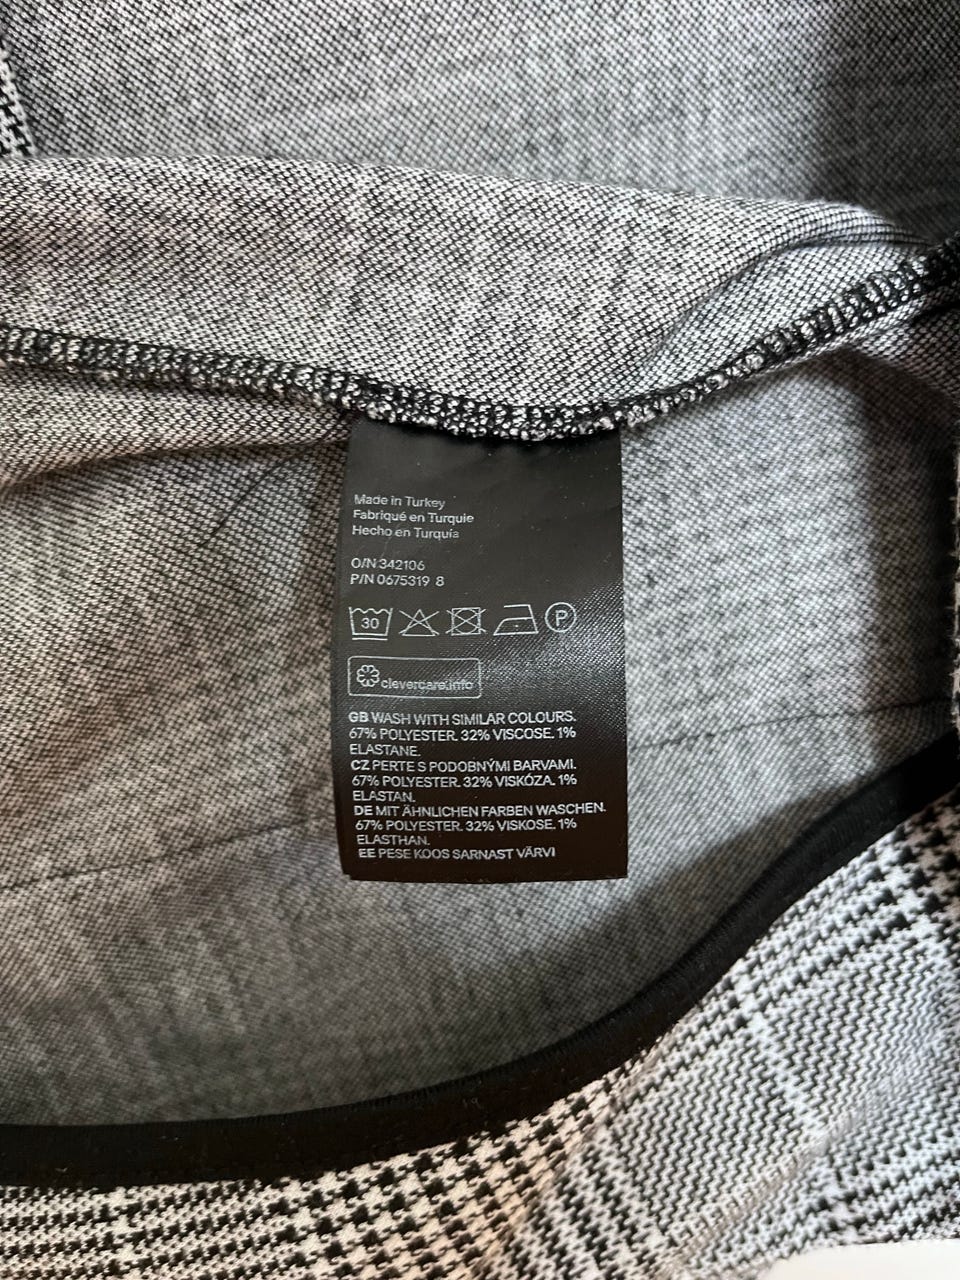 Made in Turkey
Fabriqué en Turquie
Hecho en Turquía
O/N 342106
P/N 0675319 8
30
P
clevercare.info
GB WASH WITH SIMILAR COLOURS.
67% POLYESTER. 32% VISCOSE. 1%
ELASTANE.
CZ PERTE S PODOBNÝMI BARVAMI.
67% POLYESTER. 32% VISKÓZA. 1%
ELASTAN.
DE MIT ÄHNLICHEN FARBEN WASCHEN.
67% POLYESTER. 32% VISKOSE. 1%
ELASTHAN.
EE PESE KOOS SARNAST VÄRVI